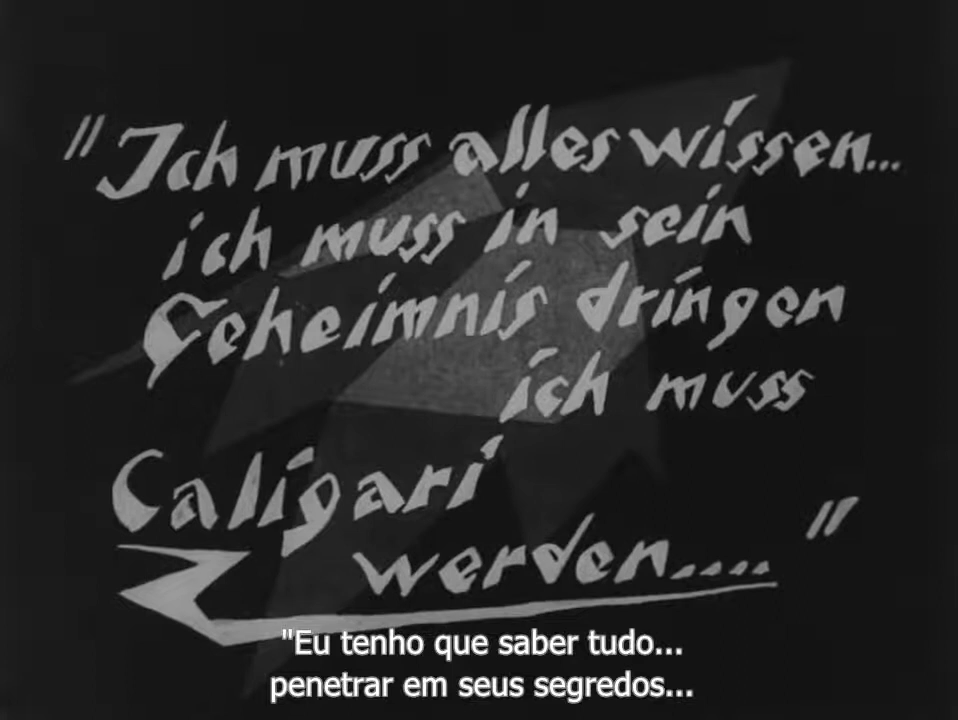 "Ich muss alles wissen...
ich muss in sein
Geheimnis dringen
ich muss
Caligari
werden...."
"Eu tenho que saber tudo...
penetrar em seus segredos...